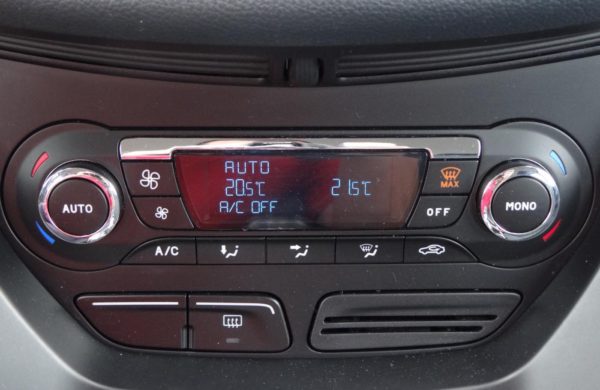 AUTO
20.5°C 21.5°C
A/C OFF
MAX
AUTO
OFF
MONO
A/C